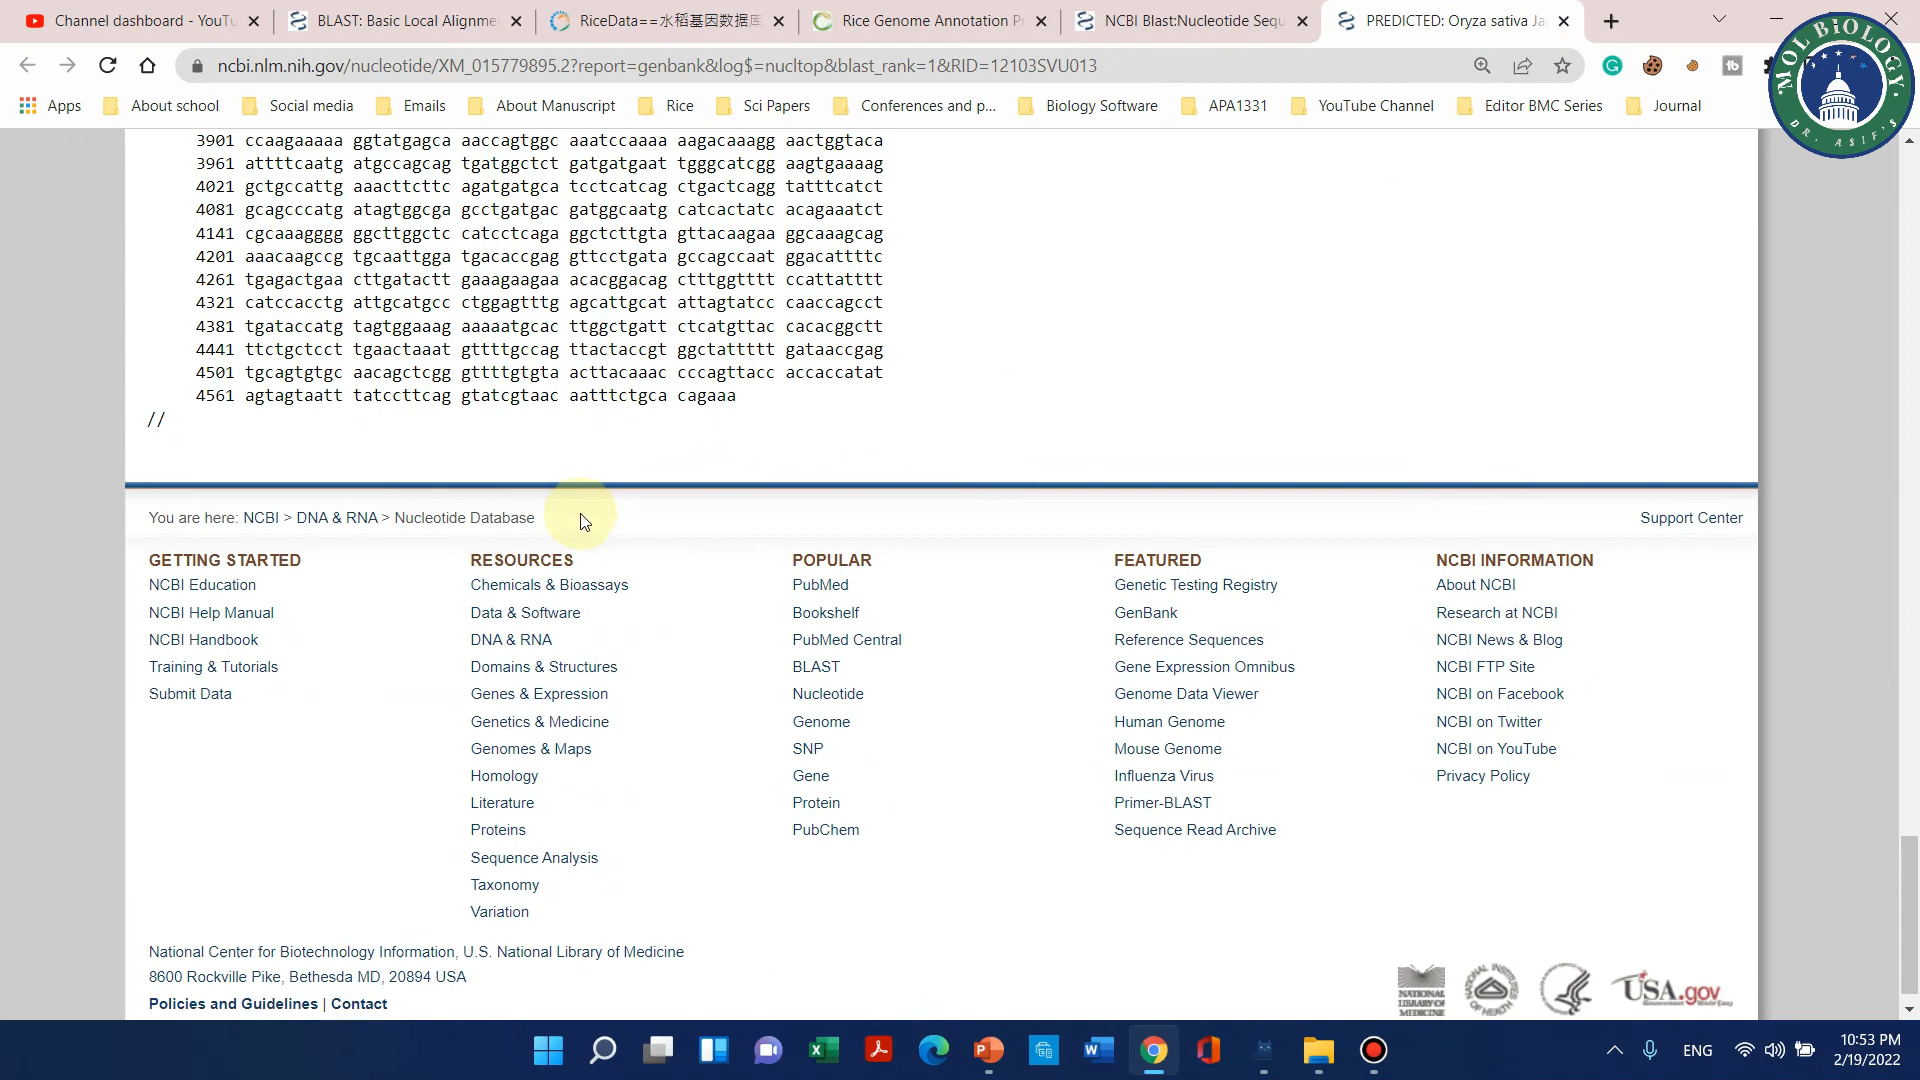 Channel dashboard - YouTu
BLAST: Basic Local Alignme
RiceData==水稻基因数据库
Rice Genome Annotation P
NCBI Blast:Nucleotide Sequ
PREDICTED: Oryza sativa Ja
ncbi.nlm.nih.gov/nucleotide/XM_015779895.2?report=genbank&log$=nucltop&blast_rank=1&RID=12103SVU013
Apps About school Social media Emails About Manuscript Rice Sci Papers Conferences and p... Biology Software APA1331 YouTube Channel Editor BMC Series Journal
MOL BIOLOGY
DR. ASIF'S
3901 ccaagaaaaa ggtatgagca aaccagtggc aaatccaaaa aagacaaagg aactggtaca
3961 attttcaatg atgccagcag tgatggctct gatgatgaat tgggcatcgg aagtgaaaag
4021 gctgccattg aaacttcttc agatgatgca tcctcatcag ctgactcagg tatttcatct
4081 gcagcccatg atagtggcga gcctgatgac gatggcaatg catcactatc acagaaatct
4141 cgcaaagggg ggcttggctc catcctcaga ggctcttgta gttacaagaa ggcaaagcag
4201 aaacaagccg tgcaattgga tgacaccgag gttcctgata gccagccaat ggacattttc
4261 tgagactgaa cttgatactt gaaagaagaa acacggacag ctttggtttt ccattatttt
4321 catccacctg attgcatgcc ctggagtttg agcattgcat attagtatcc caaccagcct
4381 tgataccatg tagtggaaag aaaaatgcac ttggctgatt ctcatgttac cacacggctt
4441 ttctgctcct tgaactaaat gttttgccag ttactaccgt ggctattttt gataaccgag
4501 tgcagtgtgc aacagctcgg gttttgtgta acttacaaac cccagttacc accaccatat
4561 agtagtaatt tatccttcag gtatcgtaac aatttctgca cagaaa
//
You are here: NCBI > DNA & RNA > Nucleotide Database
Support Center
GETTING STARTED
NCBI Education
NCBI Help Manual
NCBI Handbook
Training & Tutorials
Submit Data
RESOURCES
Chemicals & Bioassays
Data & Software
DNA & RNA
Domains & Structures
Genes & Expression
Genetics & Medicine
Genomes & Maps
Homology
Literature
Proteins
Sequence Analysis
Taxonomy
Variation
POPULAR
PubMed
Bookshelf
PubMed Central
BLAST
Nucleotide
Genome
SNP
Gene
Protein
PubChem
FEATURED
Genetic Testing Registry
GenBank
Reference Sequences
Gene Expression Omnibus
Genome Data Viewer
Human Genome
Mouse Genome
Influenza Virus
Primer-BLAST
Sequence Read Archive
NCBI INFORMATION
About NCBI
Research at NCBI
NCBI News & Blog
NCBI FTP Site
NCBI on Facebook
NCBI on Twitter
NCBI on YouTube
Privacy Policy
National Center for Biotechnology Information, U.S. National Library of Medicine
8600 Rockville Pike, Bethesda MD, 20894 USA
Policies and Guidelines | Contact
NATIONAL
LIBRARY OF
MEDICINE
USA.gov
ENG
10:53 PM
2/19/2022